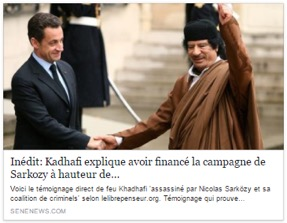 Inédit: Kadhafi explique avoir financé la campagne de
Sarkozy à hauteur de...
Voici le témoignage direct de feu Khadhafi 'assassiné par Nicolas Sarközy et sa
coalition de criminels' selon lelibrepenseur.org. Témoignage qui prouve...
SENENEWS.COM